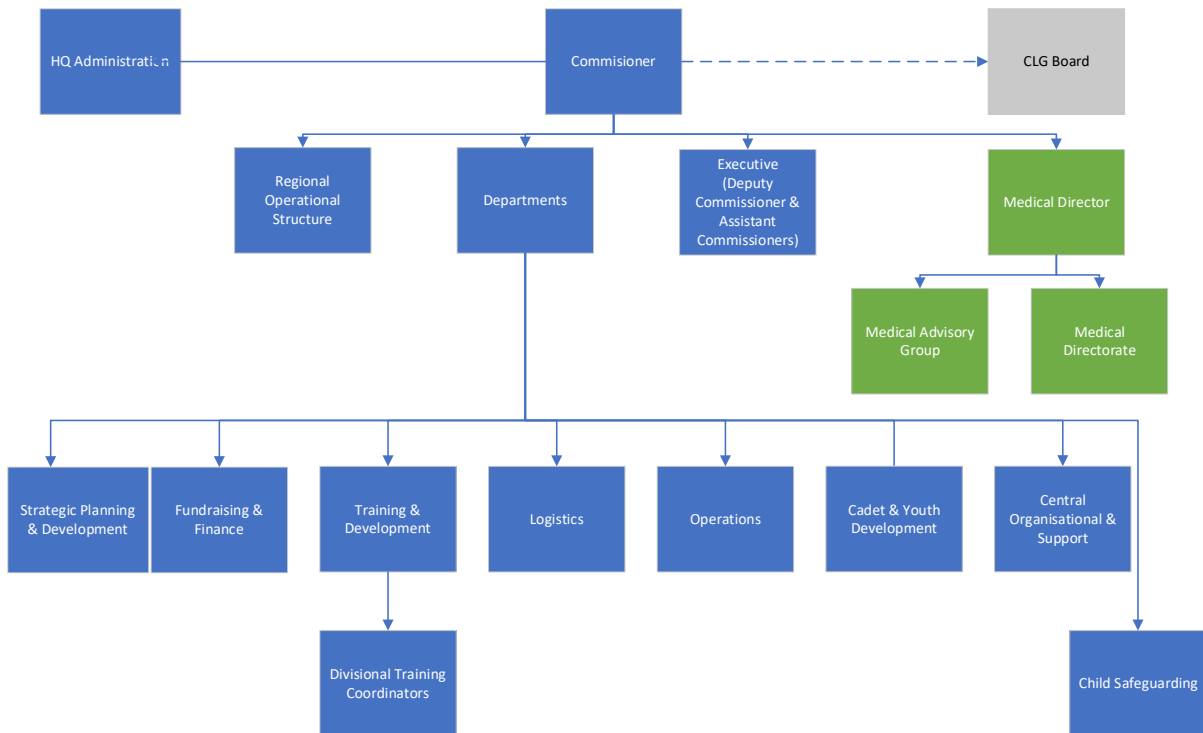 HQ Administration
Commisioner
CLG Board
Regional
Operational
Structure
Departments
Executive
(Deputy
Commissioner &
Assistant
Commissioners)
Medical Director
Medical Advisory
Group
Medical
Directorate
Strategic Planning
& Development
Fundraising &
Finance
Training &
Development
Logistics
Operations
Cadet & Youth
Development
Central
Organisational &
Support
Divisional Training
Coordinators
Child Safeguarding